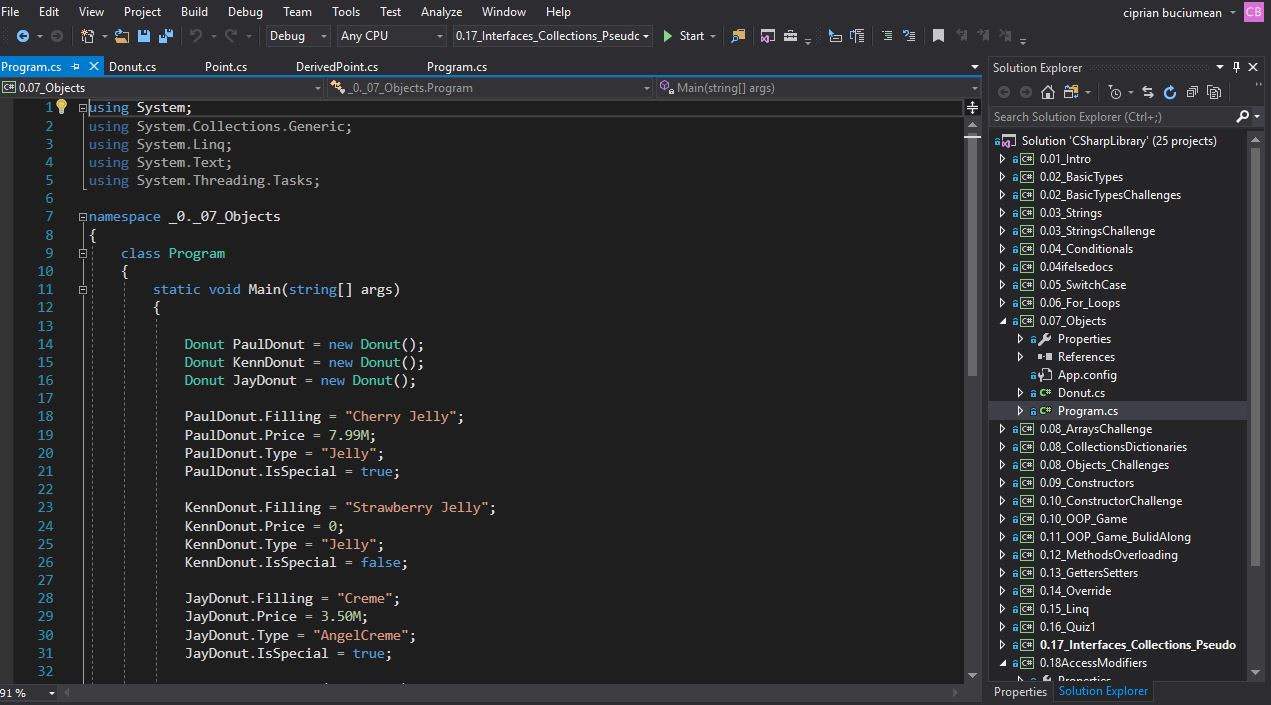 File Edit View Project Build Debug Team Tools Test Analyze Window Help
ciprian buciumean CB
Debug Any CPU 0.17_Interfaces_Collections_Pseudc Start
Program.cs Donut.cs Point.cs DerivedPoint.cs Program.cs
C# 0.07_Objects _0._07_Objects.Program Main(string[] args)
1 using System;
2 using System.Collections.Generic;
3 using System.Linq;
4 using System.Text;
5 using System.Threading.Tasks;
6
7 namespace _0._07_Objects
8 {
9 class Program
10 {
11 static void Main(string[] args)
12 {
13
14 Donut PaulDonut = new Donut();
15 Donut KennDonut = new Donut();
16 Donut JayDonut = new Donut();
17
18 PaulDonut.Filling = "Cherry Jelly";
19 PaulDonut.Price = 7.99M;
20 PaulDonut.Type = "Jelly";
21 PaulDonut.IsSpecial = true;
22
23 KennDonut.Filling = "Strawberry Jelly";
24 KennDonut.Price = 0;
25 KennDonut.Type = "Jelly";
26 KennDonut.IsSpecial = false;
27
28 JayDonut.Filling = "Creme";
29 JayDonut.Price = 3.50M;
30 JayDonut.Type = "AngelCreme";
31 JayDonut.IsSpecial = true;
32
91 %
Solution Explorer
Search Solution Explorer (Ctrl+;)
Solution 'CSharpLibrary' (25 projects)
C# 0.01_Intro
C# 0.02_BasicTypes
C# 0.02_BasicTypesChallenges
C# 0.03_Strings
C# 0.03_StringsChallenge
C# 0.04_Conditionals
C# 0.04ifelsedocs
C# 0.05_SwitchCase
C# 0.06_For_Loops
C# 0.07_Objects
Properties
References
App.config
C# Donut.cs
C# Program.cs
C# 0.08_ArraysChallenge
C# 0.08_CollectionsDictionaries
C# 0.08_Objects_Challenges
C# 0.09_Constructors
C# 0.10_ConstructorChallenge
C# 0.10_OOP_Game
C# 0.11_OOP_Game_BulidAlong
C# 0.12_MethodsOverloading
C# 0.13_GettersSetters
C# 0.14_Override
C# 0.15_Linq
C# 0.16_Quiz1
C# 0.17_Interfaces_Collections_Pseudo
C# 0.18AccessModifiers
Properties
Properties Solution Explorer